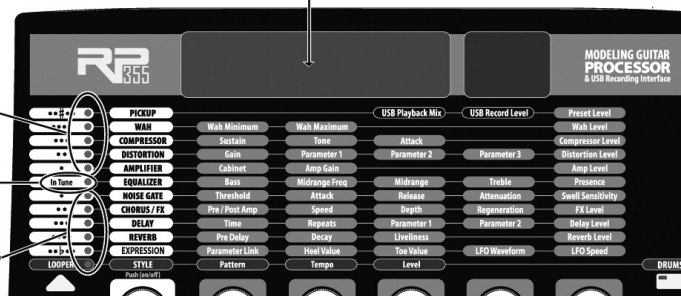 RP355
MODELING GUITAR
PROCESSOR
& USB Recording Interface
PICKUP USB Playback Mix USB Record Level Preset Level
WAH Wah Minimum Wah Maximum Wah Level
COMPRESSOR Sustain Tone Attack Compressor Level
DISTORTION Gain Parameter 1 Parameter 2 Parameter 3 Distortion Level
AMPLIFIER Cabinet Amp Gain Amp Level
In Tune EQUALIZER Bass Midrange Freq Midrange Treble Presence
NOISE GATE Threshold Attack Release Attenuation Swell Sensitivity
CHORUS / FX Pre / Post Amp Speed Depth Regeneration FX Level
DELAY Time Repeats Parameter 1 Parameter 2 Delay Level
REVERB Pre Delay Decay Liveliness Reverb Level
EXPRESSION Parameter Link Heel Value Toe Value LFO Waveform LFO Speed
LOOPER STYLE Pattern Tempo Level DRUMS
Push (on/off)